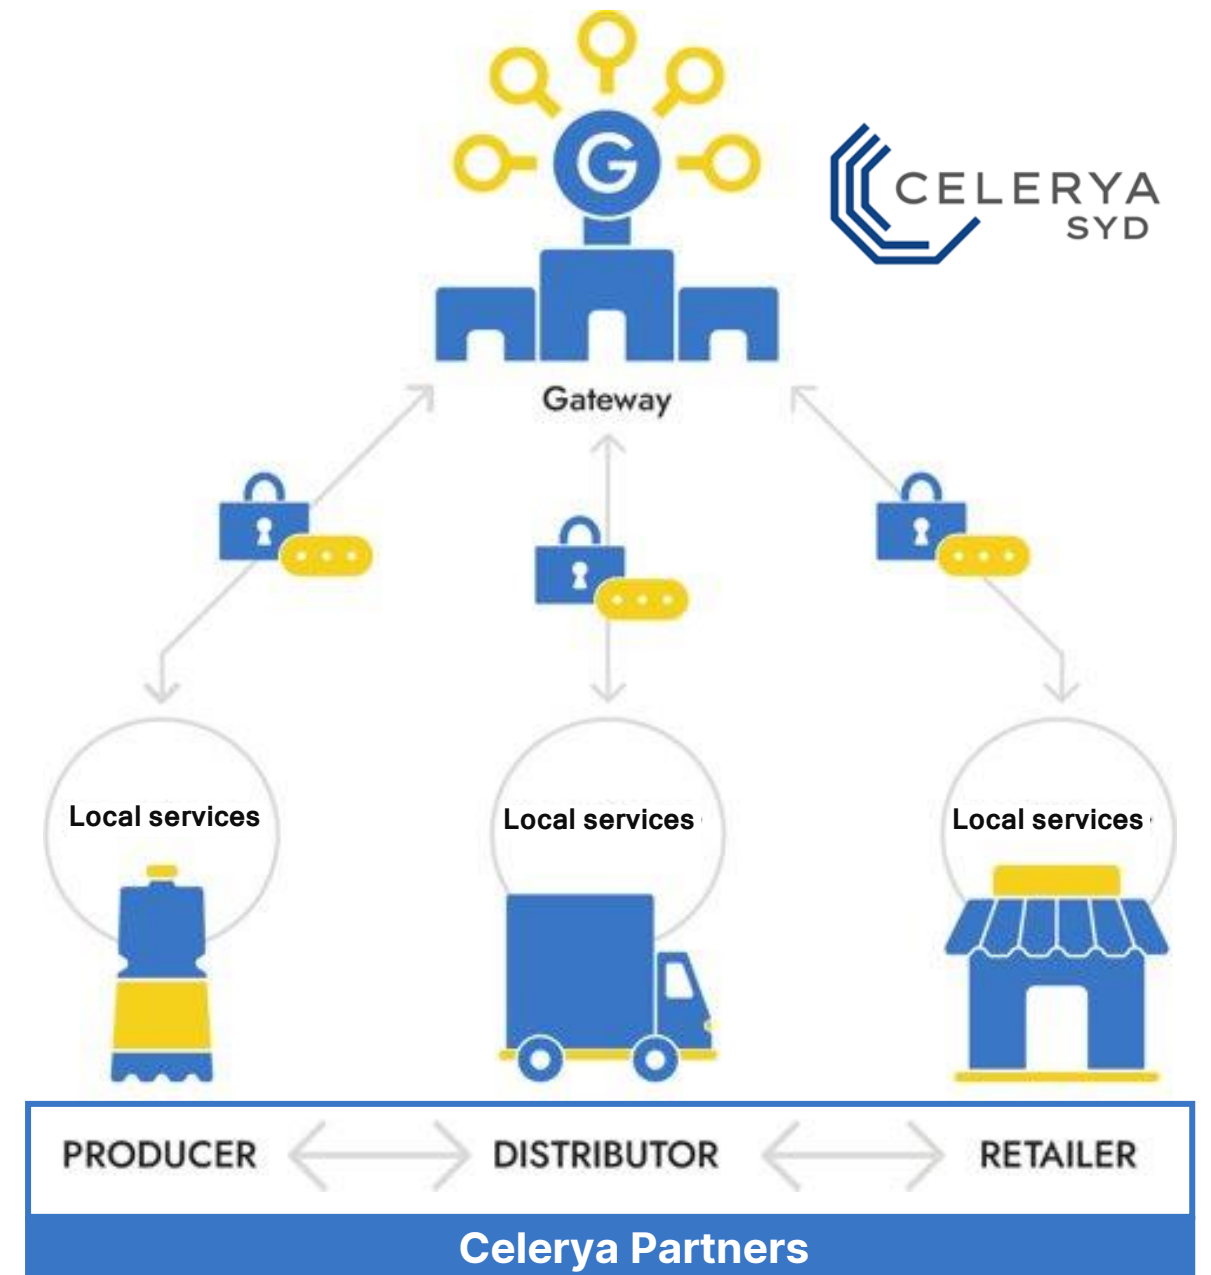 G
CELERYA
SYD
Gateway
Local services
Local services
Local services
PRODUCER
DISTRIBUTOR
RETAILER
Celerya Partners